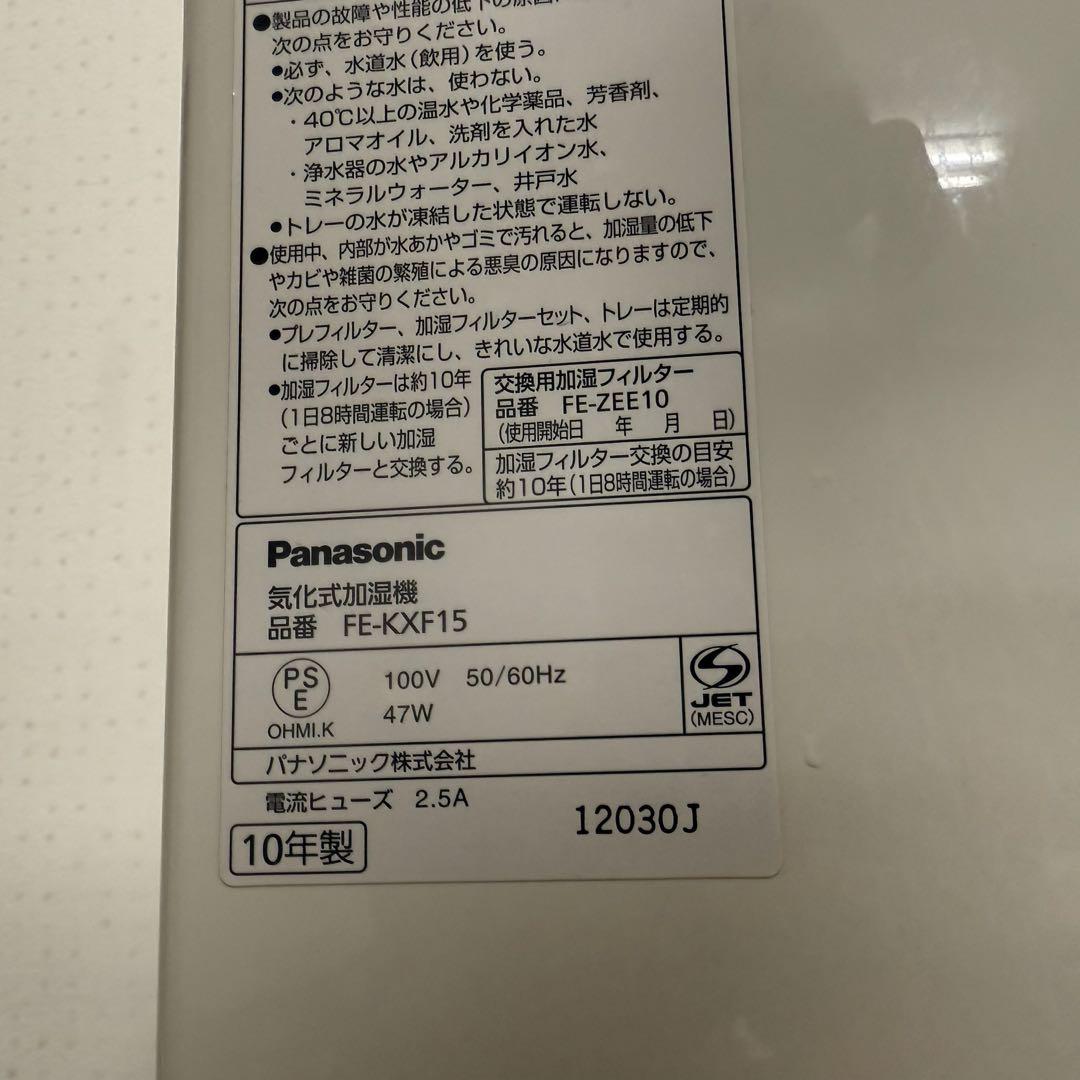 ●製品の故障や性能の低下の原因
次の点をお守りください。
●必ず、水道水（飲用）を使う。
●次のような水は、使わない。
・40℃以上の温水や化学薬品、芳香剤、
アロマオイル、洗剤を入れた水
・浄水器の水やアルカリイオン水、
ミネラルウォーター、井戸水
●トレーの水が凍結した状態で運転しない。
●使用中、内部が水あかやゴミで汚れると、加湿量の低下
やカビや雑菌の繁殖による悪臭の原因になりますので、
次の点をお守りください。
●プレフィルター、加湿フィルターセット、トレーは定期的
に掃除して清潔にし、きれいな水道水で使用する。
●加湿フィルターは約10年
（1日8時間運転の場合）
ごとに新しい加湿
フィルターと交換する。
交換用加湿フィルター
品番 FE-ZEE10
（使用開始日 年 月 日）
加湿フィルター交換の目安
約10年（1日8時間運転の場合）
Panasonic
気化式加湿機
品番 FE-KXF15
PS
E
OHMI.K
100V 50/60Hz
47W
JET
(MESC)
パナソニック株式会社
電流ヒューズ 2.5A
12030J
10年製